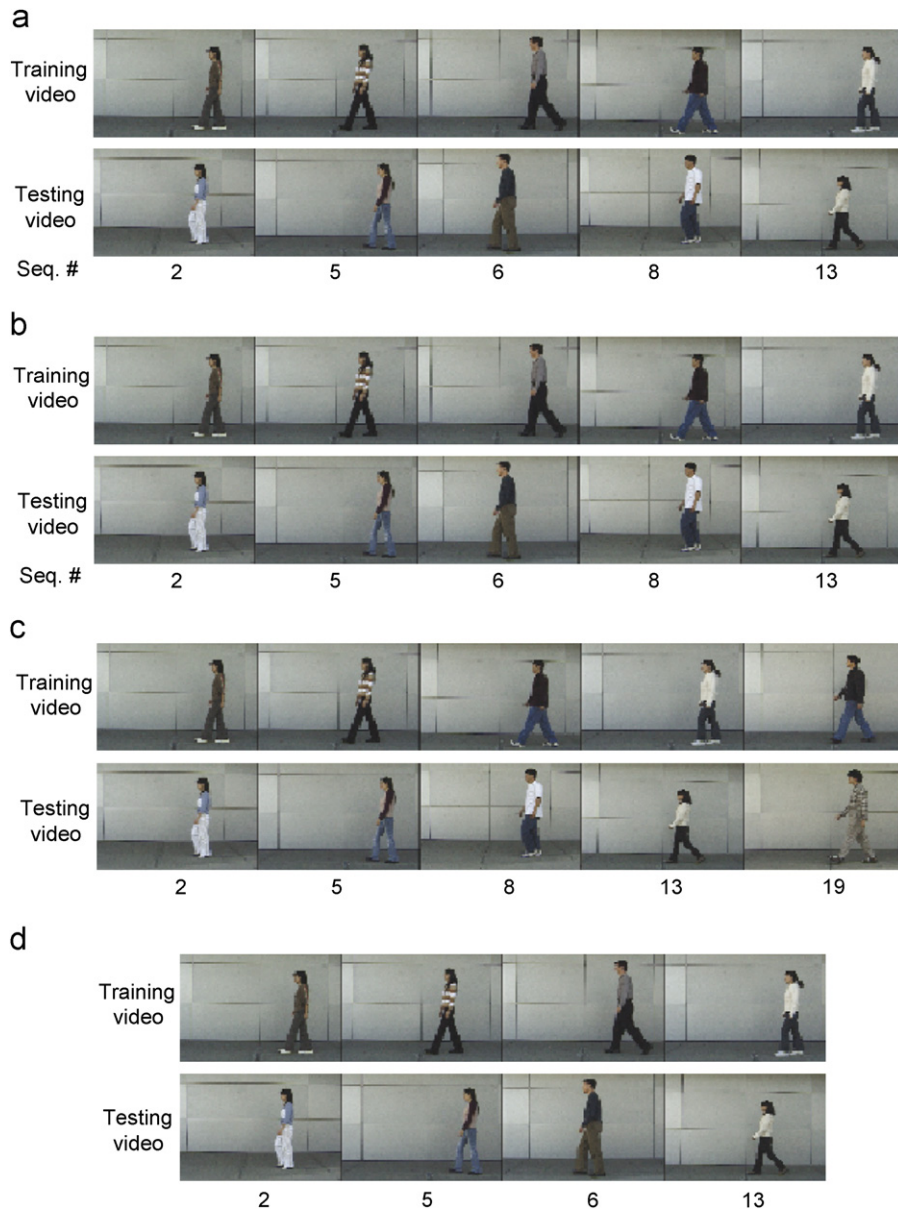 a
Training
video
Testing
video
Seq. # 2 5 6 8 13
b
Training
video
Testing
video
Seq. # 2 5 6 8 13
c
Training
video
Testing
video
2 5 8 13 19
d
Training
video
Testing
video
2 5 6 13